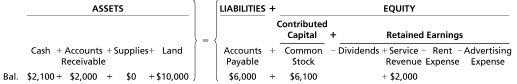 ASSETS = LIABILITIES + EQUITY
Contributed
Capital + Retained Earnings
Cash + Accounts + Supplies+ Land Accounts + Common – Dividends + Service – Rent – Advertising
Receivable Payable Stock Revenue Expense Expense
Bal. $2,100 + $2,000 + $0 + $10,000 $6,000 + $6,100 + $2,000